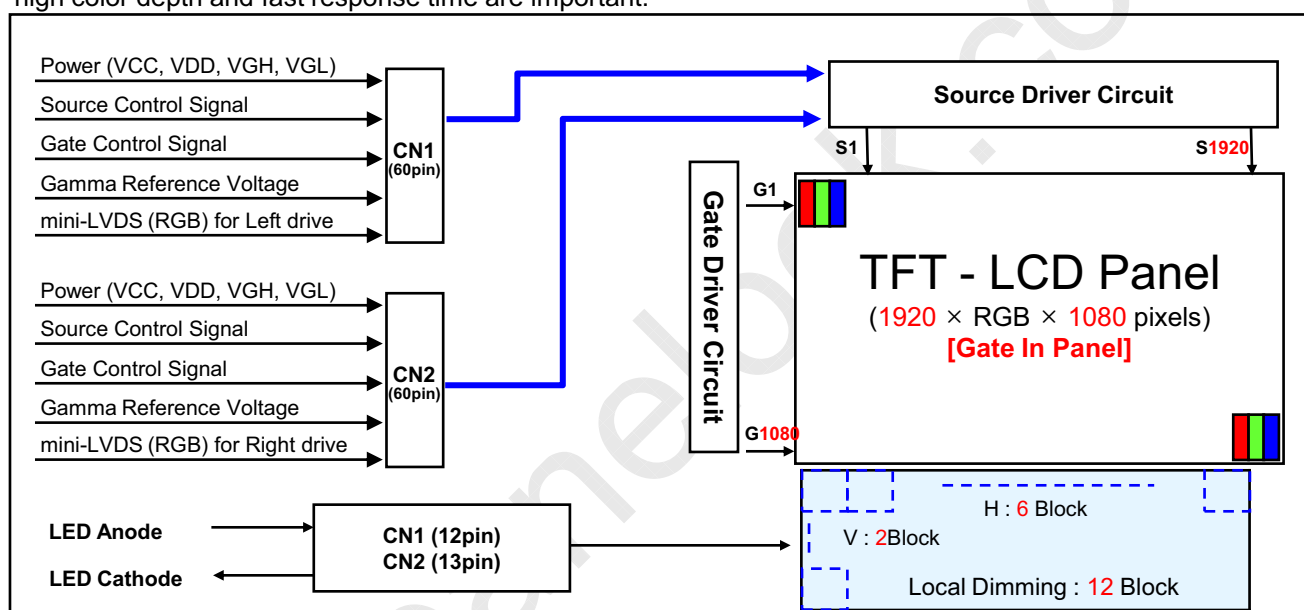 high color depth and fast response time are important.
Power (VCC, VDD, VGH, VGL)
Source Control Signal
Gate Control Signal
Gamma Reference Voltage
mini-LVDS (RGB) for Left drive
CN1
(60pin)
Power (VCC, VDD, VGH, VGL)
Source Control Signal
Gate Control Signal
Gamma Reference Voltage
mini-LVDS (RGB) for Right drive
CN2
(60pin)
Source Driver Circuit
S1
S1920
Gate Driver Circuit
G1
G1080
TFT - LCD Panel
(1920 × RGB × 1080 pixels)
[Gate In Panel]
LED Anode
LED Cathode
CN1 (12pin)
CN2 (13pin)
H : 6 Block
V : 2Block
Local Dimming : 12 Block